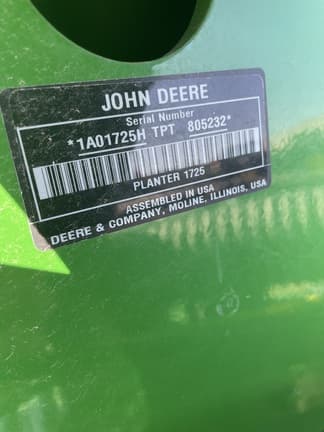 JOHN DEERE
Serial Number
*1A01725H TPT 805232*
PLANTER 1725
ASSEMBLED IN USA
DEERE & COMPANY, MOLINE, ILLINOIS, USA